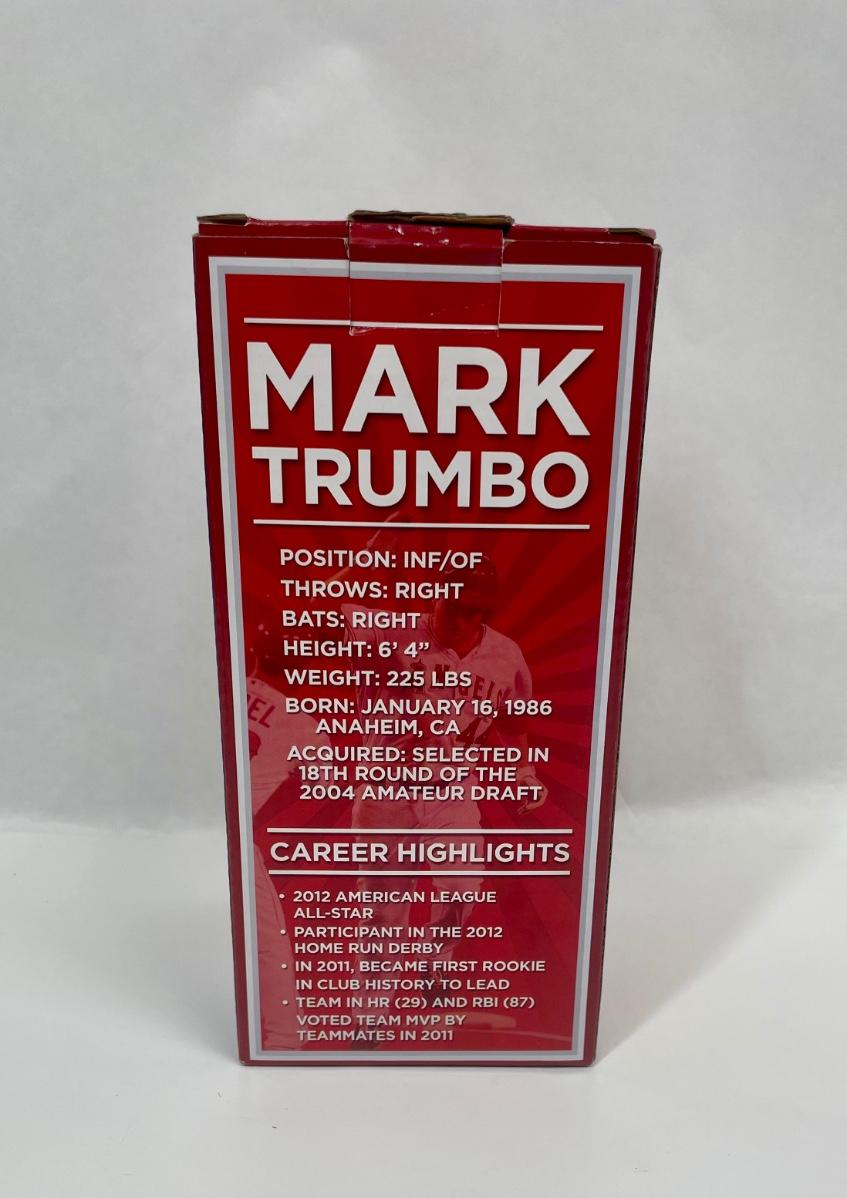 MARK
TRUMBO
POSITION: INF/OF
THROWS: RIGHT
BATS: RIGHT
HEIGHT: 6' 4"
WEIGHT: 225 LBS
BORN: JANUARY 16, 1986
ANAHEIM, CA
ACQUIRED: SELECTED IN
18TH ROUND OF THE
2004 AMATEUR DRAFT
CAREER HIGHLIGHTS
• 2012 AMERICAN LEAGUE
ALL-STAR
• PARTICIPANT IN THE 2012
HOME RUN DERBY
• IN 2011, BECAME FIRST ROOKIE
IN CLUB HISTORY TO LEAD
• TEAM IN HR (29) AND RBI (87)
VOTED TEAM MVP BY
TEAMMATES IN 2011